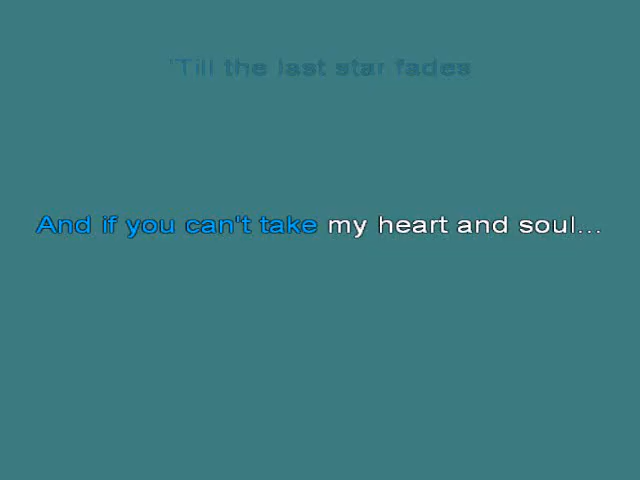 'Till the last star fades
And if you can't take my heart and soul...